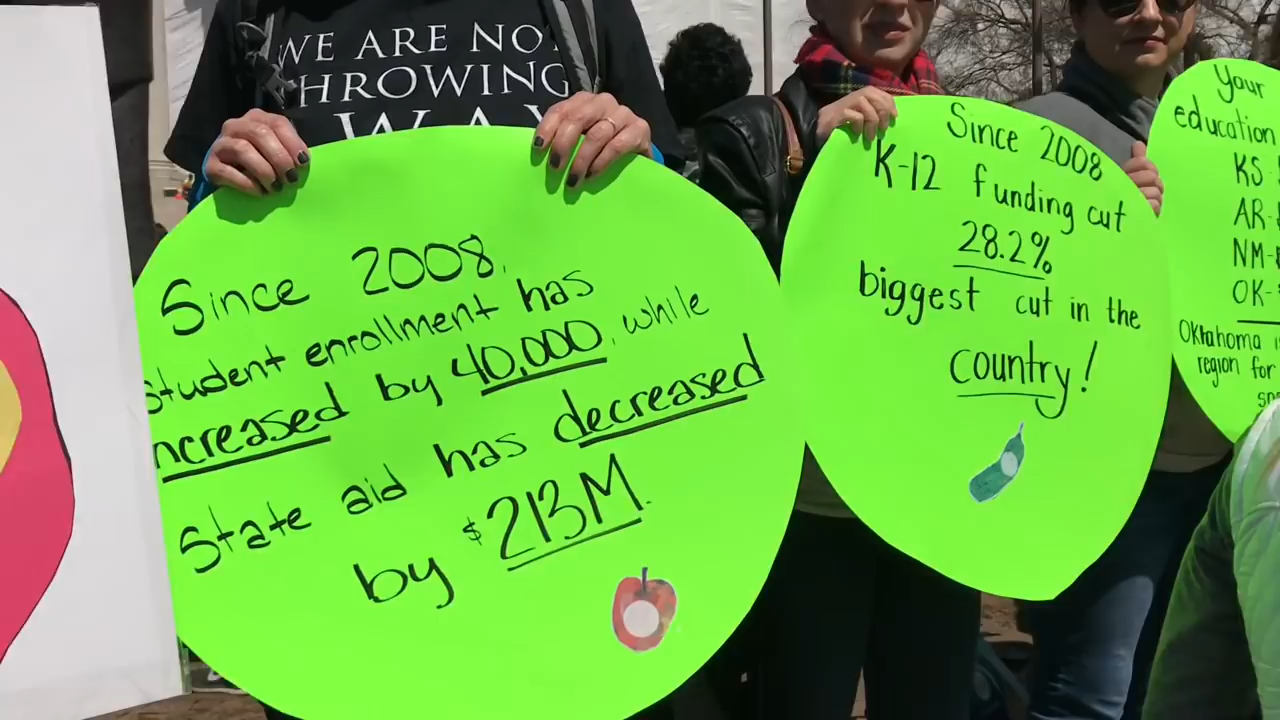 WE ARE NOT
THROWING
Since 2008,
student enrollment has
increased by 40,000, while
State aid has decreased
by $213M.
Since 2008
K-12 funding cut
28.2%
biggest cut in the
country!
Your
education
KS-
AR-
NM-
OK-
Oklahoma
region for